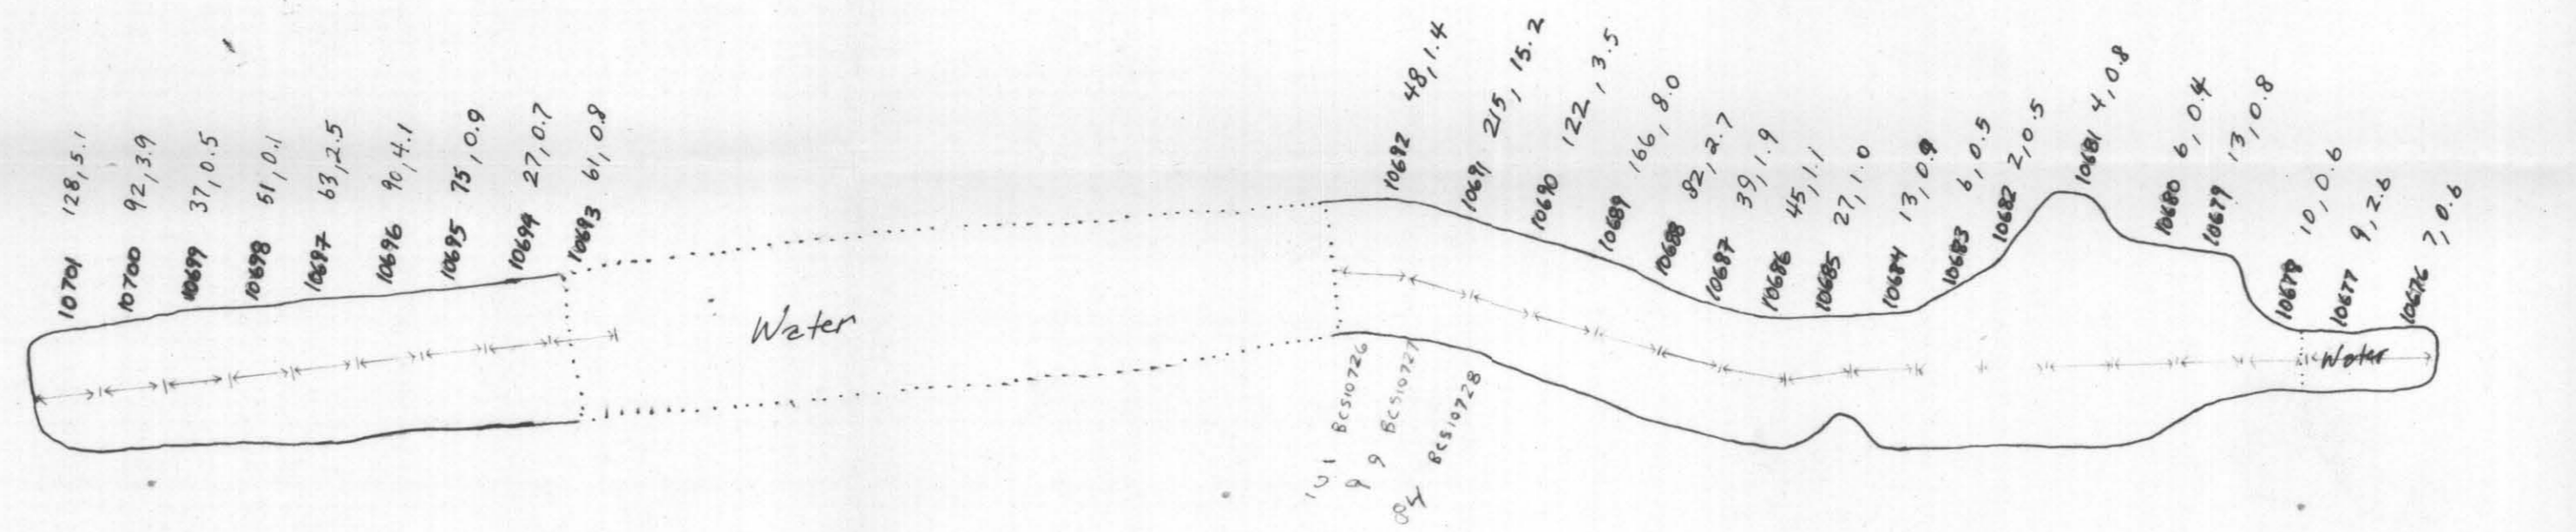 10701 128, 5.1
10700 92, 3.9
10699 37, 0.5
10698 51, 0.1
10697 63, 2.5
10696 90, 4.1
10695 75, 0.9
10694 27, 0.7
10693 61, 0.8
Water
10692 48, 1.4
10691 215, 15.2
10690 122, 3.5
10689 166, 8.0
10688 82, 2.7
10687 39, 1.9
10686 45, 1.1
10685 27, 1.0
10684 13, 0.9
10683 6, 0.5
10682 2, 0.5
10681 4, 0.8
10680 6, 0.4
10679 13, 0.8
10678 10, 0.6
10677 9, 2.6
10676 7, 0.6
Water
101 BCS10726
99 BCS10727
84 BCS10728